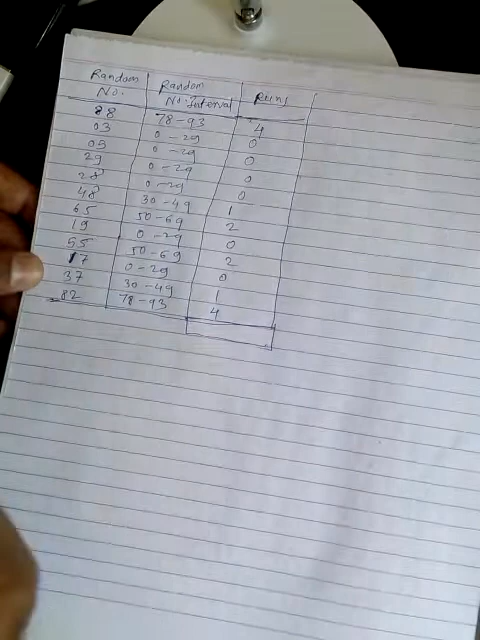 Random No. Random No. Interval Runs
88 78-93 4
03 0-29 0
05 0-29 0
29 0-29 0
28 0-29 0
48 30-49 1
65 50-69 2
19 0-29 0
55 50-69 2
17 0-29 0
37 30-49 1
82 78-93 4